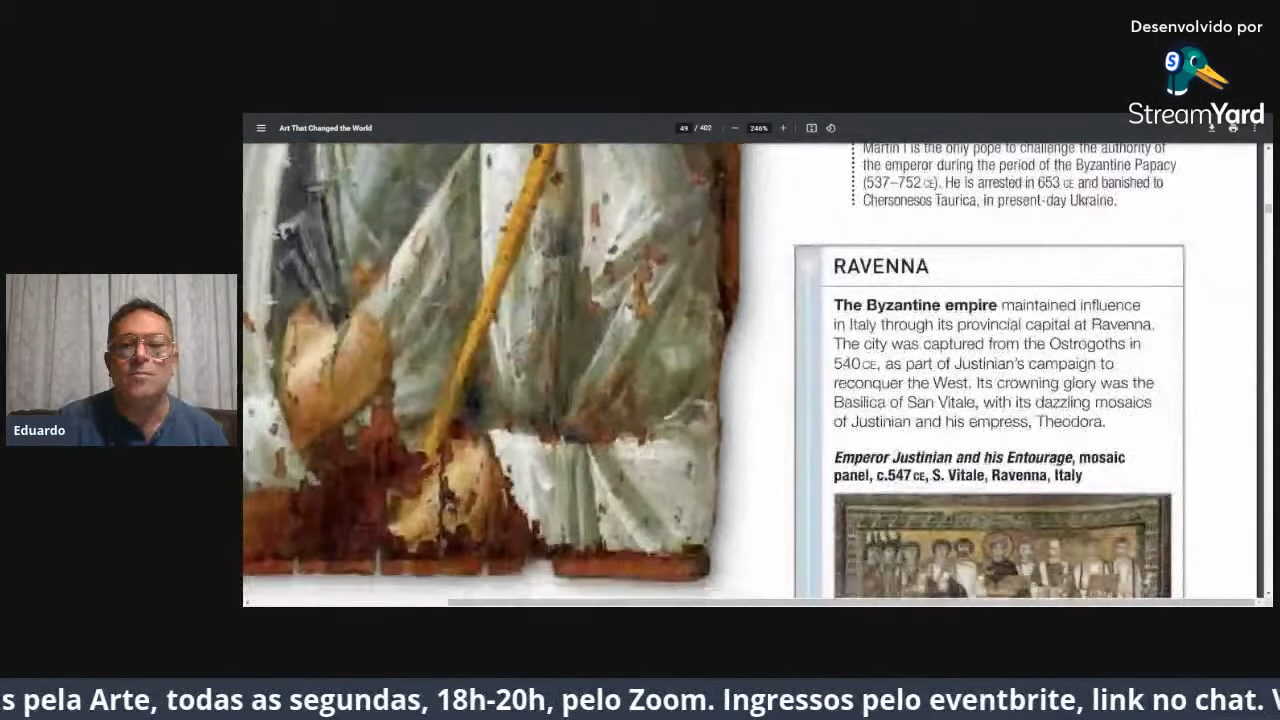 Desenvolvido por
StreamYard
Art That Changed the World
49 / 402
246%
Martin I is the only pope to challenge the authority of
the emperor during the period of the Byzantine Papacy
(537–752 CE). He is arrested in 653 CE and banished to
Chersonesos Taurica, in present-day Ukraine.
RAVENNA
The Byzantine empire maintained influence
in Italy through its provincial capital at Ravenna.
The city was captured from the Ostrogoths in
540 CE, as part of Justinian's campaign to
reconquer the West. Its crowning glory was the
Basilica of San Vitale, with its dazzling mosaics
of Justinian and his empress, Theodora.
Emperor Justinian and his Entourage, mosaic
panel, c.547 CE, S. Vitale, Ravenna, Italy
Eduardo
s pela Arte, todas as segundas, 18h-20h, pelo Zoom. Ingressos pelo eventbrite, link no chat.